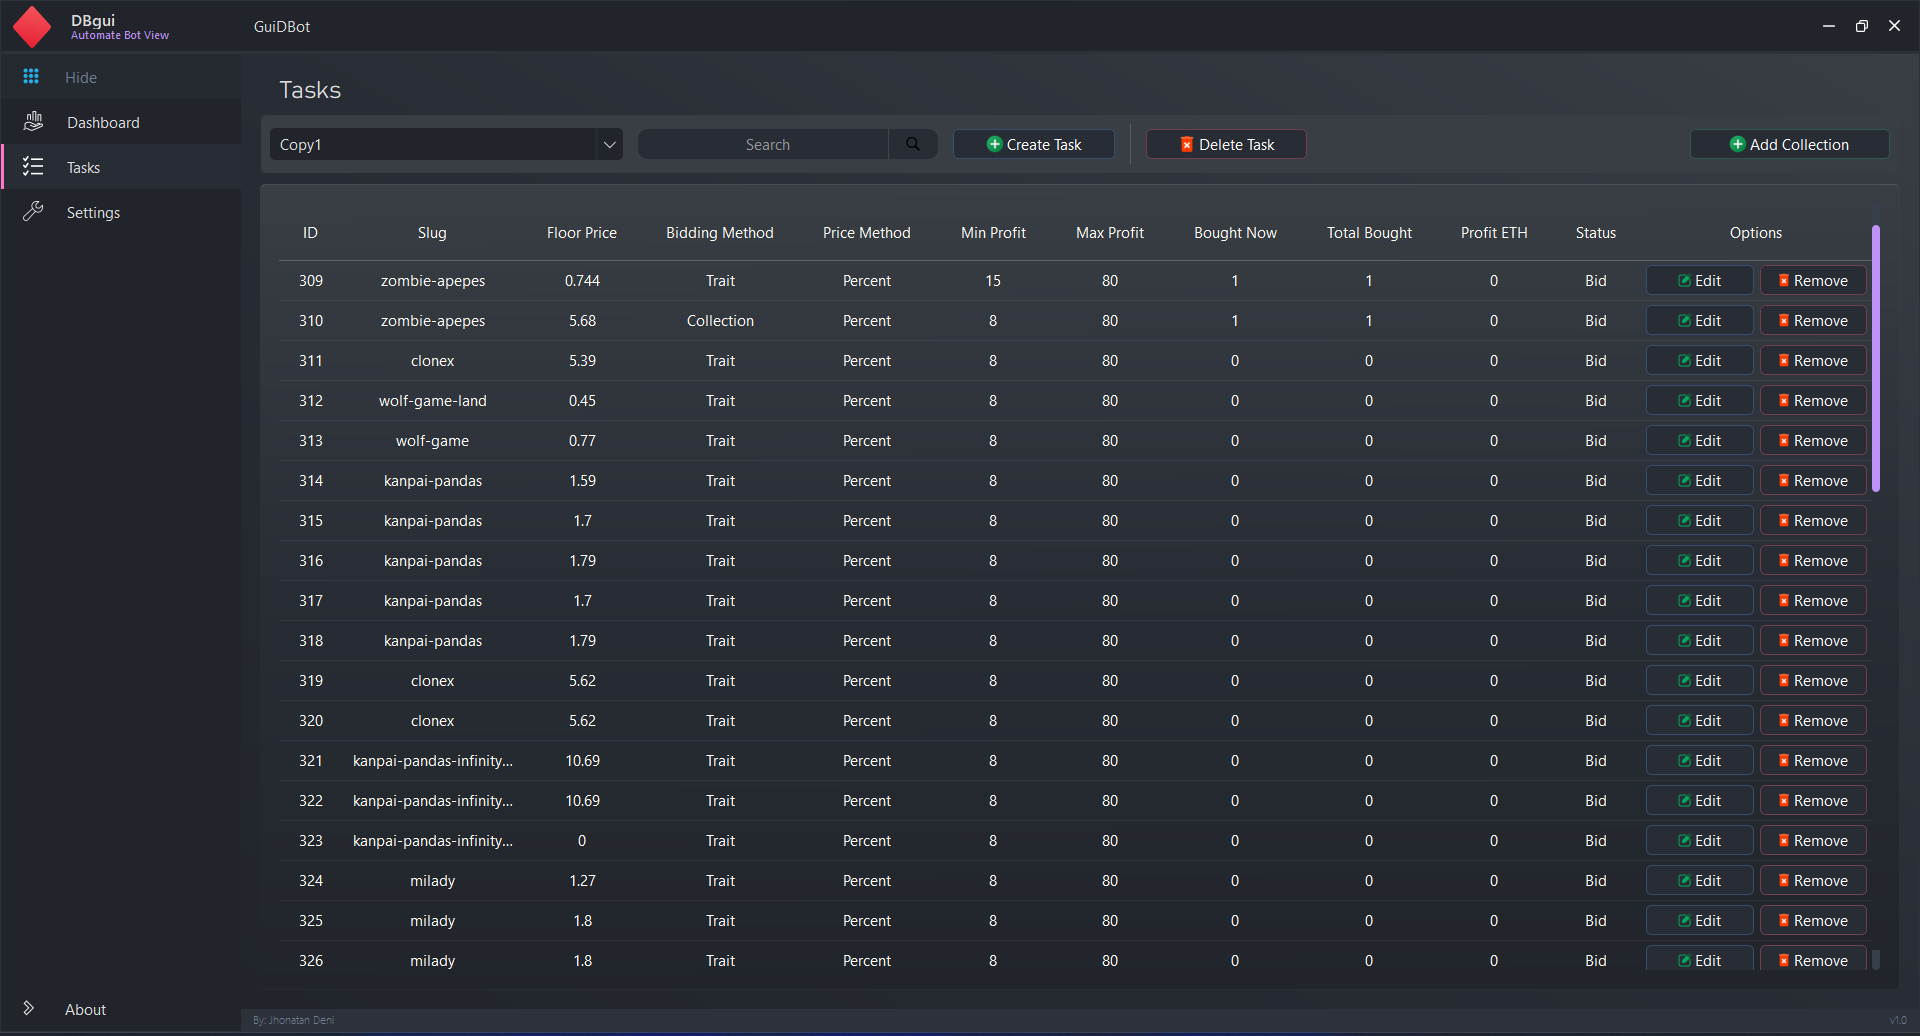 DBgui
Automate Bot View
GuiDBot
Hide
Dashboard
Tasks
Settings
About
Tasks
Copy1 Search Create Task Delete Task Add Collection
ID Slug Floor Price Bidding Method Price Method Min Profit Max Profit Bought Now Total Bought Profit ETH Status Options
309 zombie-apepes 0.744 Trait Percent 15 80 1 1 0 Bid Edit Remove
310 zombie-apepes 5.68 Collection Percent 8 80 1 1 0 Bid Edit Remove
311 clonex 5.39 Trait Percent 8 80 0 0 0 Bid Edit Remove
312 wolf-game-land 0.45 Trait Percent 8 80 0 0 0 Bid Edit Remove
313 wolf-game 0.77 Trait Percent 8 80 0 0 0 Bid Edit Remove
314 kanpai-pandas 1.59 Trait Percent 8 80 0 0 0 Bid Edit Remove
315 kanpai-pandas 1.7 Trait Percent 8 80 0 0 0 Bid Edit Remove
316 kanpai-pandas 1.79 Trait Percent 8 80 0 0 0 Bid Edit Remove
317 kanpai-pandas 1.7 Trait Percent 8 80 0 0 0 Bid Edit Remove
318 kanpai-pandas 1.79 Trait Percent 8 80 0 0 0 Bid Edit Remove
319 clonex 5.62 Trait Percent 8 80 0 0 0 Bid Edit Remove
320 clonex 5.62 Trait Percent 8 80 0 0 0 Bid Edit Remove
321 kanpai-pandas-infinity... 10.69 Trait Percent 8 80 0 0 0 Bid Edit Remove
322 kanpai-pandas-infinity... 10.69 Trait Percent 8 80 0 0 0 Bid Edit Remove
323 kanpai-pandas-infinity... 0 Trait Percent 8 80 0 0 0 Bid Edit Remove
324 milady 1.27 Trait Percent 8 80 0 0 0 Bid Edit Remove
325 milady 1.8 Trait Percent 8 80 0 0 0 Bid Edit Remove
326 milady 1.8 Trait Percent 8 80 0 0 0 Bid Edit Remove
By: Jhonatan Deni
v1.0